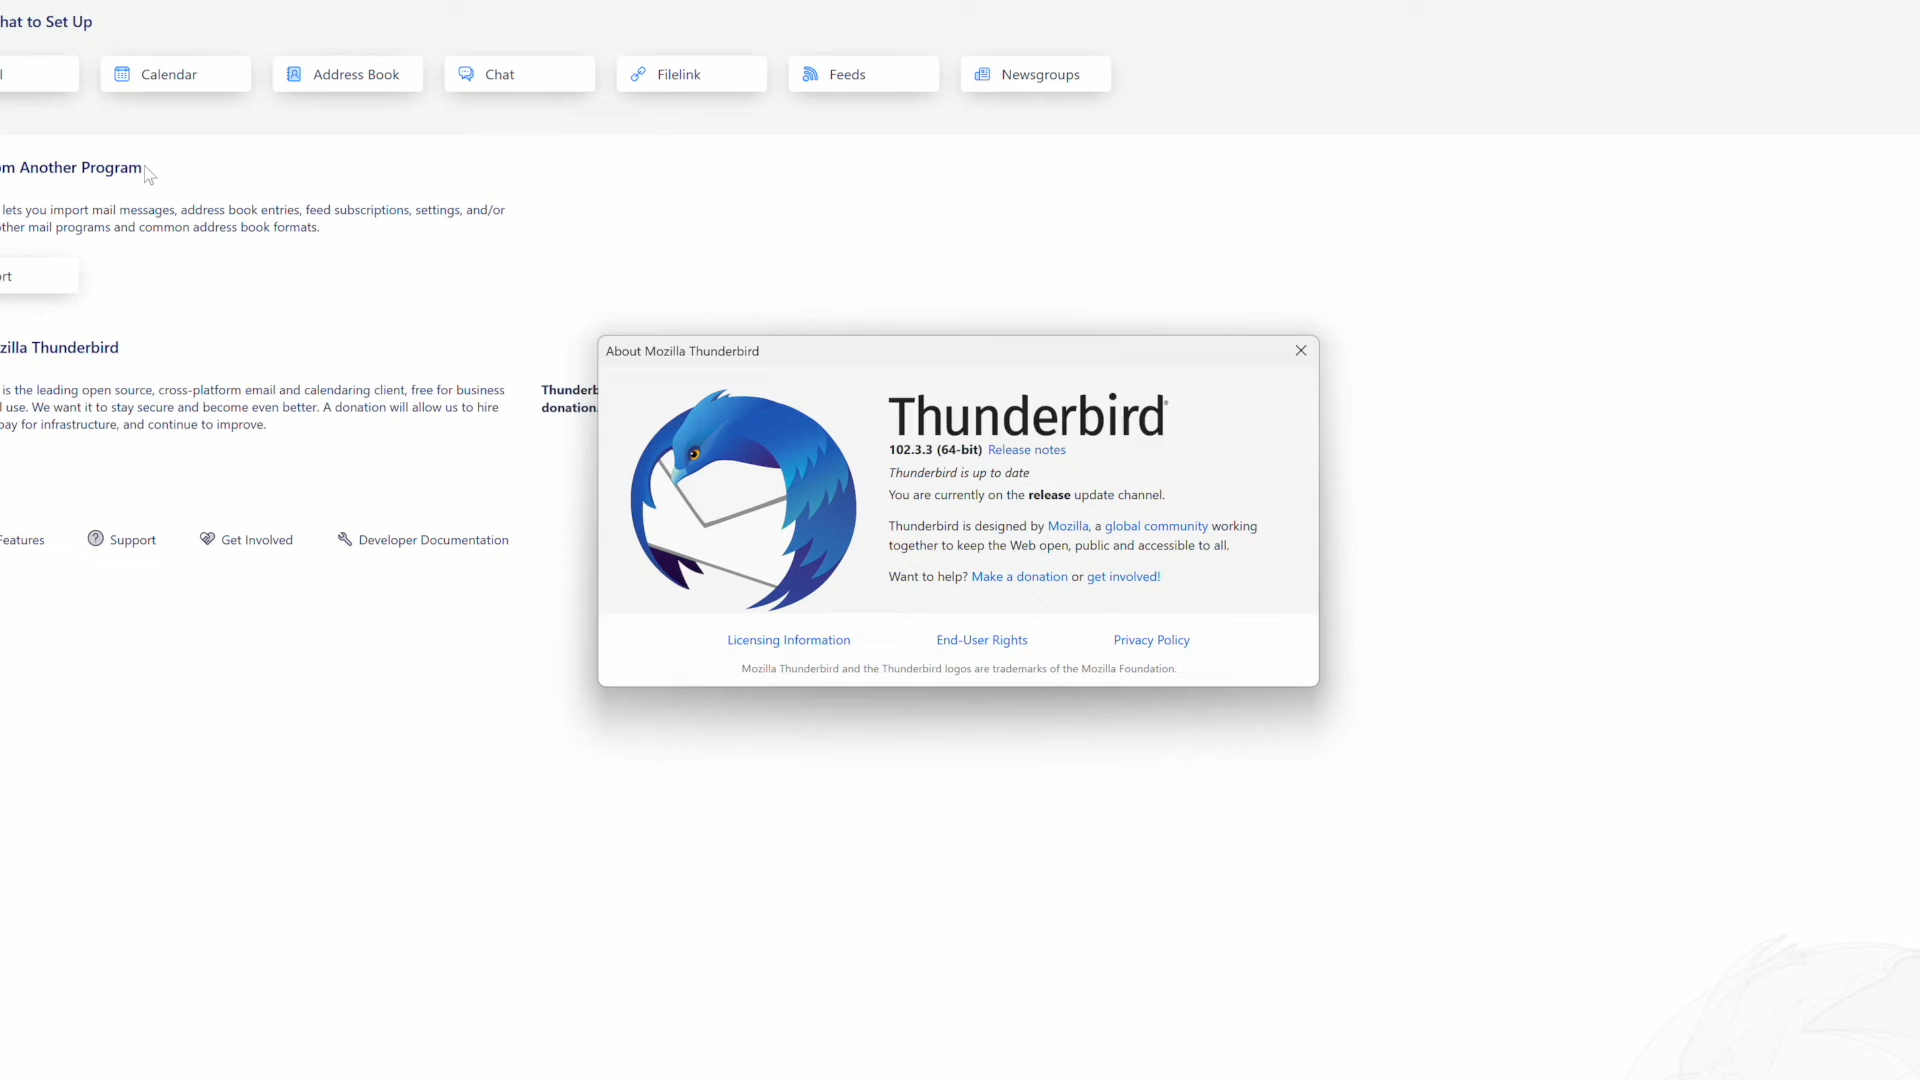 hat to Set Up
l
Calendar
Address Book
Chat
Filelink
Feeds
Newsgroups
om Another Program
lets you import mail messages, address book entries, feed subscriptions, settings, and/or
ther mail programs and common address book formats.
ort
zilla Thunderbird
is the leading open source, cross-platform email and calendaring client, free for business
l use. We want it to stay secure and become even better. A donation will allow us to hire
pay for infrastructure, and continue to improve.
Thunderb
donation.
Features
Support
Get Involved
Developer Documentation
About Mozilla Thunderbird
Thunderbird®
102.3.3 (64-bit) Release notes
Thunderbird is up to date
You are currently on the release update channel.
Thunderbird is designed by Mozilla, a global community working
together to keep the Web open, public and accessible to all.
Want to help? Make a donation or get involved!
Licensing Information
End-User Rights
Privacy Policy
Mozilla Thunderbird and the Thunderbird logos are trademarks of the Mozilla Foundation.